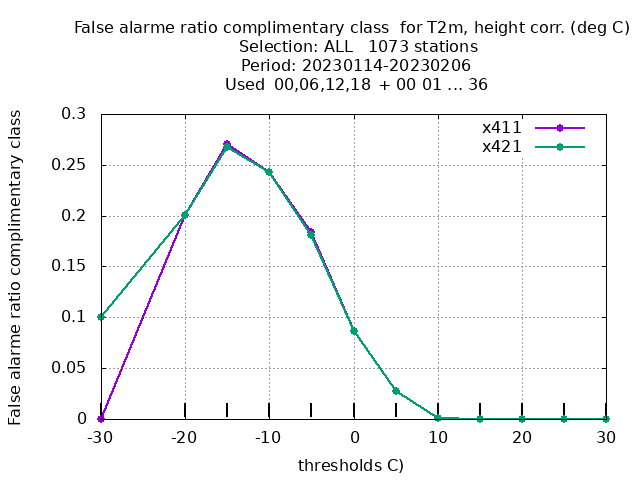 False alarme ratio complimentary class  for T2m, height corr. (deg C)
Selection: ALL   1073 stations
Period: 20230114-20230206
Used  00,06,12,18 + 00 01 ... 36
False alarme ratio complimentary class
0.3
0.25
0.2
0.15
0.1
0.05
0
x411
x421
-30 -20 -10 0 10 20 30
thresholds C)